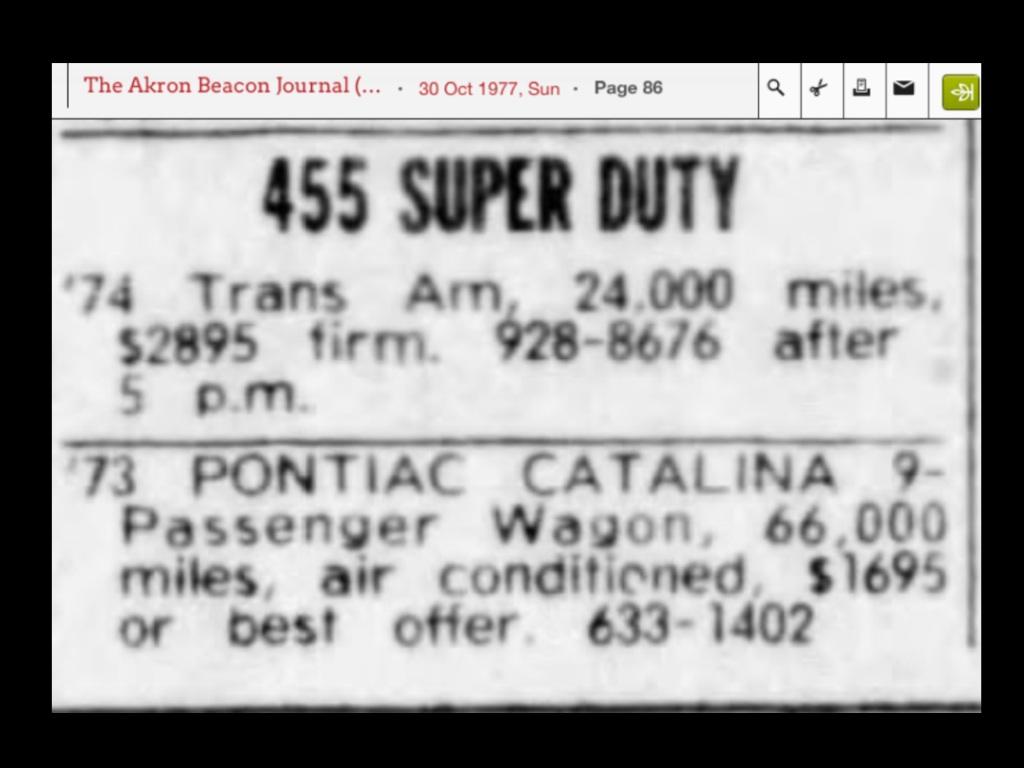 The Akron Beacon Journal (... · 30 Oct 1977, Sun · Page 86
455 SUPER DUTY
'74 Trans Am, 24,000 miles,
$2895 firm. 928-8676 after
5 p.m.
'73 PONTIAC CATALINA 9-
Passenger Wagon, 66,000
miles, air conditioned, $1695
or best offer. 633-1402